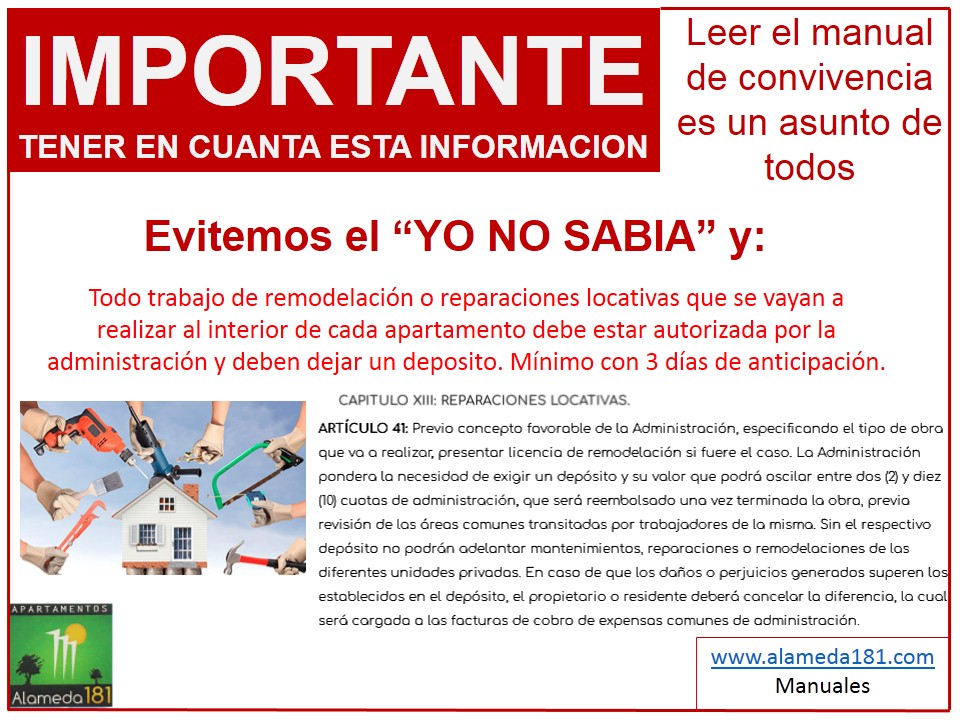 IMPORTANTE
TENER EN CUANTA ESTA INFORMACION
Leer el manual
de convivencia
es un asunto de
todos
Evitemos el “YO NO SABIA” y:
Todo trabajo de remodelación o reparaciones locativas que se vayan a
realizar al interior de cada apartamento debe estar autorizada por la
administración y deben dejar un deposito. Mínimo con 3 días de anticipación.
CAPITULO XIII: REPARACIONES LOCATIVAS.
ARTÍCULO 41: Previo concepto favorable de la Administración, especificando el tipo de obra
que va a realizar, presentar licencia de remodelación si fuere el caso. La Administración
pondera la necesidad de exigir un depósito y su valor que podrá oscilar entre dos (2) y diez
(10) cuotas de administración, que será reembolsado una vez terminada la obra, previa
revisión de las áreas comunes transitadas por trabajadores de la misma. Sin el respectivo
depósito no podrán adelantar mantenimientos, reparaciones o remodelaciones de las
diferentes unidades privadas. En caso de que los daños o perjuicios generados superen los
establecidos en el depósito, el propietario o residente deberá cancelar la diferencia, la cual
será cargada a las facturas de cobro de expensas comunes de administración.
APARTAMENTOS
Alameda181
www.alameda181.com
Manuales